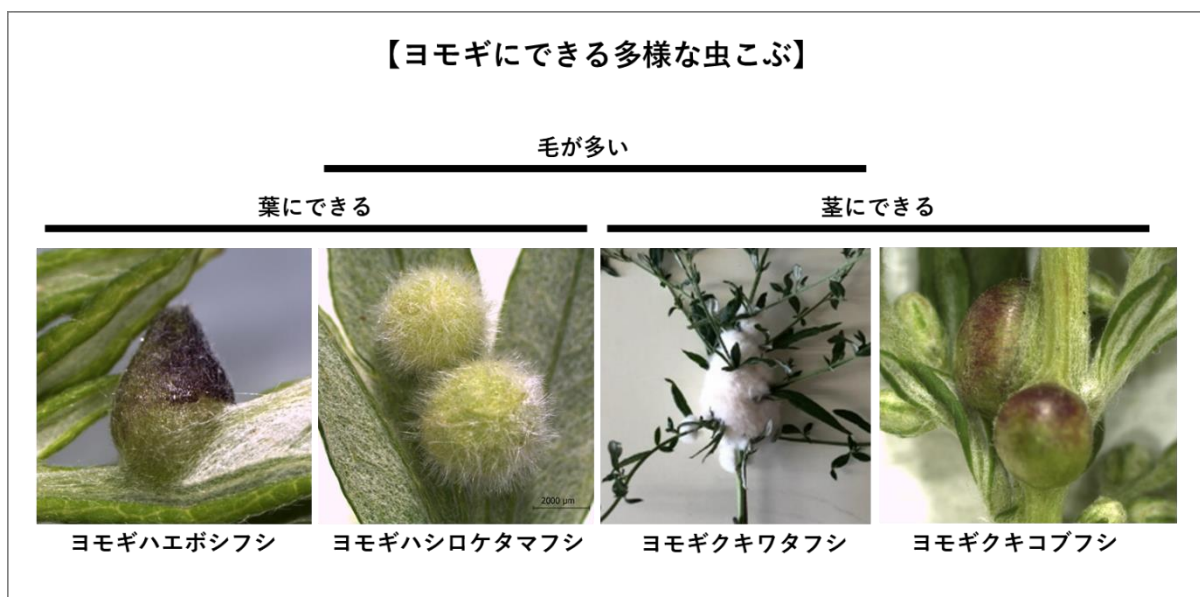 【ヨモギにできる多様な虫こぶ】
毛が多い
葉にできる
茎にできる
2000 μm
ヨモギハエボシフシ
ヨモギハシロケタマフシ
ヨモギクキワタフシ
ヨモギクキコブフシ